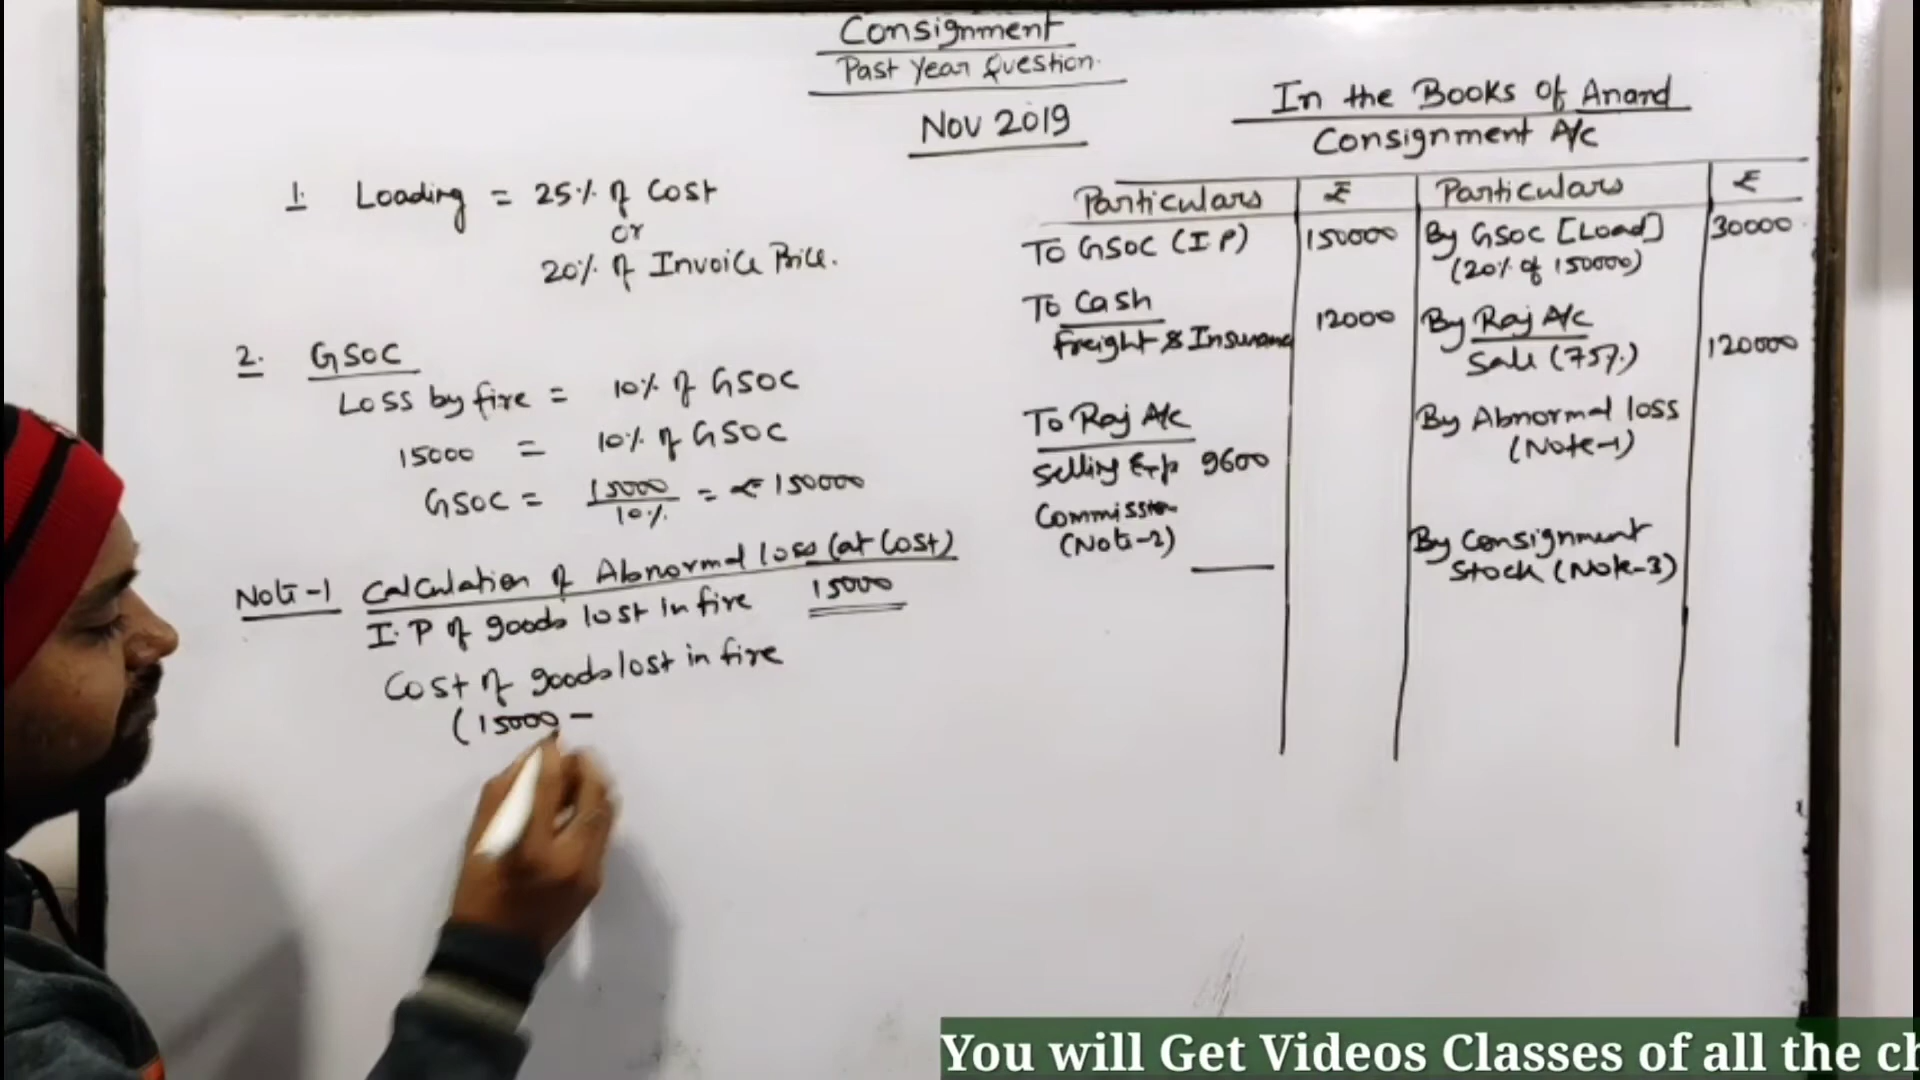 Consignment
Past Year Question.
Nov 2019
1. Loading = 25% of Cost
or
20% of Invoice Price.
2. GSOC
Loss by fire = 10% of GSOC
15000 = 10% of GSOC
GSOC = 15000/10% = ₹ 150000
Note-1 Calculation of Abnormal loss (at Cost)
I.P of goods lost in fire 15000
Cost of goods lost in fire
(15000 -
In the Books Of Anand
Consignment A/c
Particulars ₹ Particulars ₹
To GSOC (I.P) 150000 By GSOC [Load] 30000
(20% of 150000)
To Cash
Freight & Insurance 12000 By Raj A/c
Sale (75%) 120000
To Raj A/c By Abnormal loss
(Note-1)
Selling Exp 9600
Commission
(Note-2) By Consignment
Stock (Note-3)
You will Get Videos Classes of all the ch